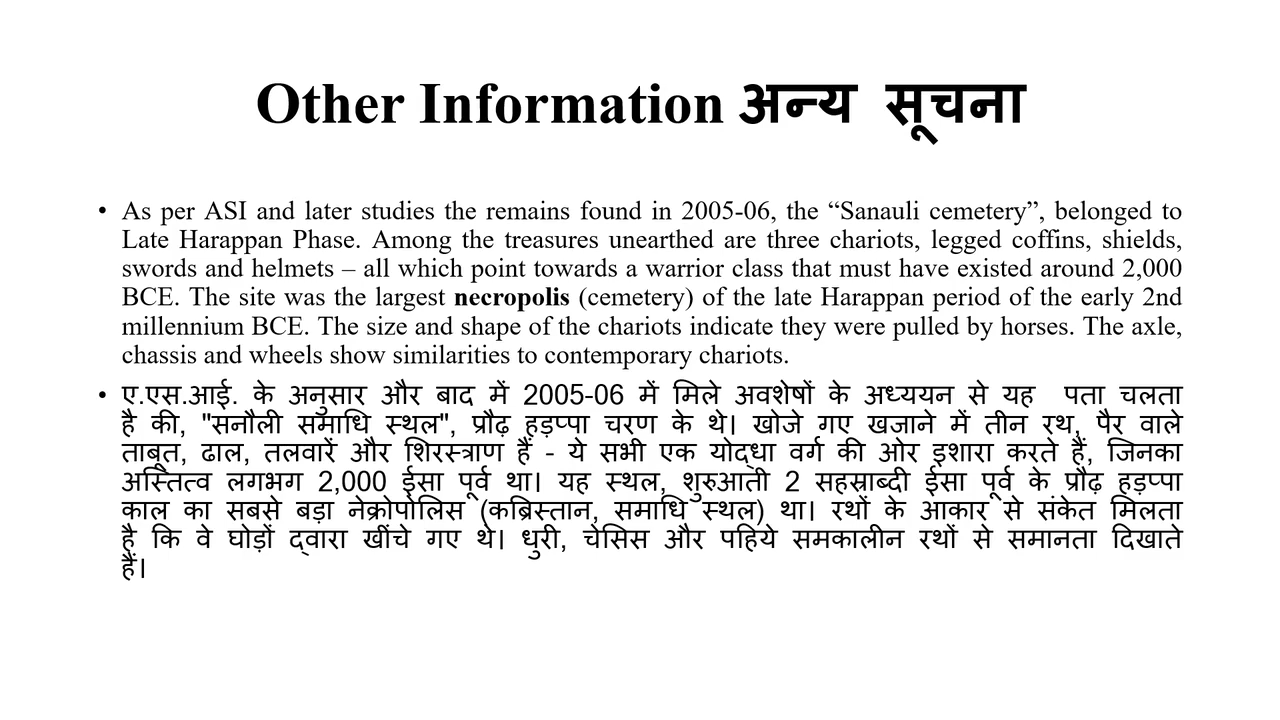 Other Information अन्य सूचना
• As per ASI and later studies the remains found in 2005-06, the “Sanauli cemetery”, belonged to
Late Harappan Phase. Among the treasures unearthed are three chariots, legged coffins, shields,
swords and helmets – all which point towards a warrior class that must have existed around 2,000
BCE. The site was the largest necropolis (cemetery) of the late Harappan period of the early 2nd
millennium BCE. The size and shape of the chariots indicate they were pulled by horses. The axle,
chassis and wheels show similarities to contemporary chariots.
• ए.एस.आई. के अनुसार और बाद में 2005-06 में मिले अवशेषों के अध्ययन से यह पता चलता
है की, "सनौली समाधि स्थल", प्रौढ़ हड़प्पा चरण के थे। खोजे गए खजाने में तीन रथ, पैर वाले
ताबूत, ढाल, तलवारें और शिरस्त्राण हैं - ये सभी एक योद्धा वर्ग की ओर इशारा करते हैं, जिनका
अस्तित्व लगभग 2,000 ईसा पूर्व था। यह स्थल, शुरुआती 2 सहस्राब्दी ईसा पूर्व के प्रौढ़ हड़प्पा
काल का सबसे बड़ा नेक्रोपोलिस (कब्रिस्तान, समाधि स्थल) था। रथों के आकार से संकेत मिलता
है कि वे घोड़ों द्वारा खींचे गए थे। धुरी, चेसिस और पहिये समकालीन रथों से समानता दिखाते
हैं।